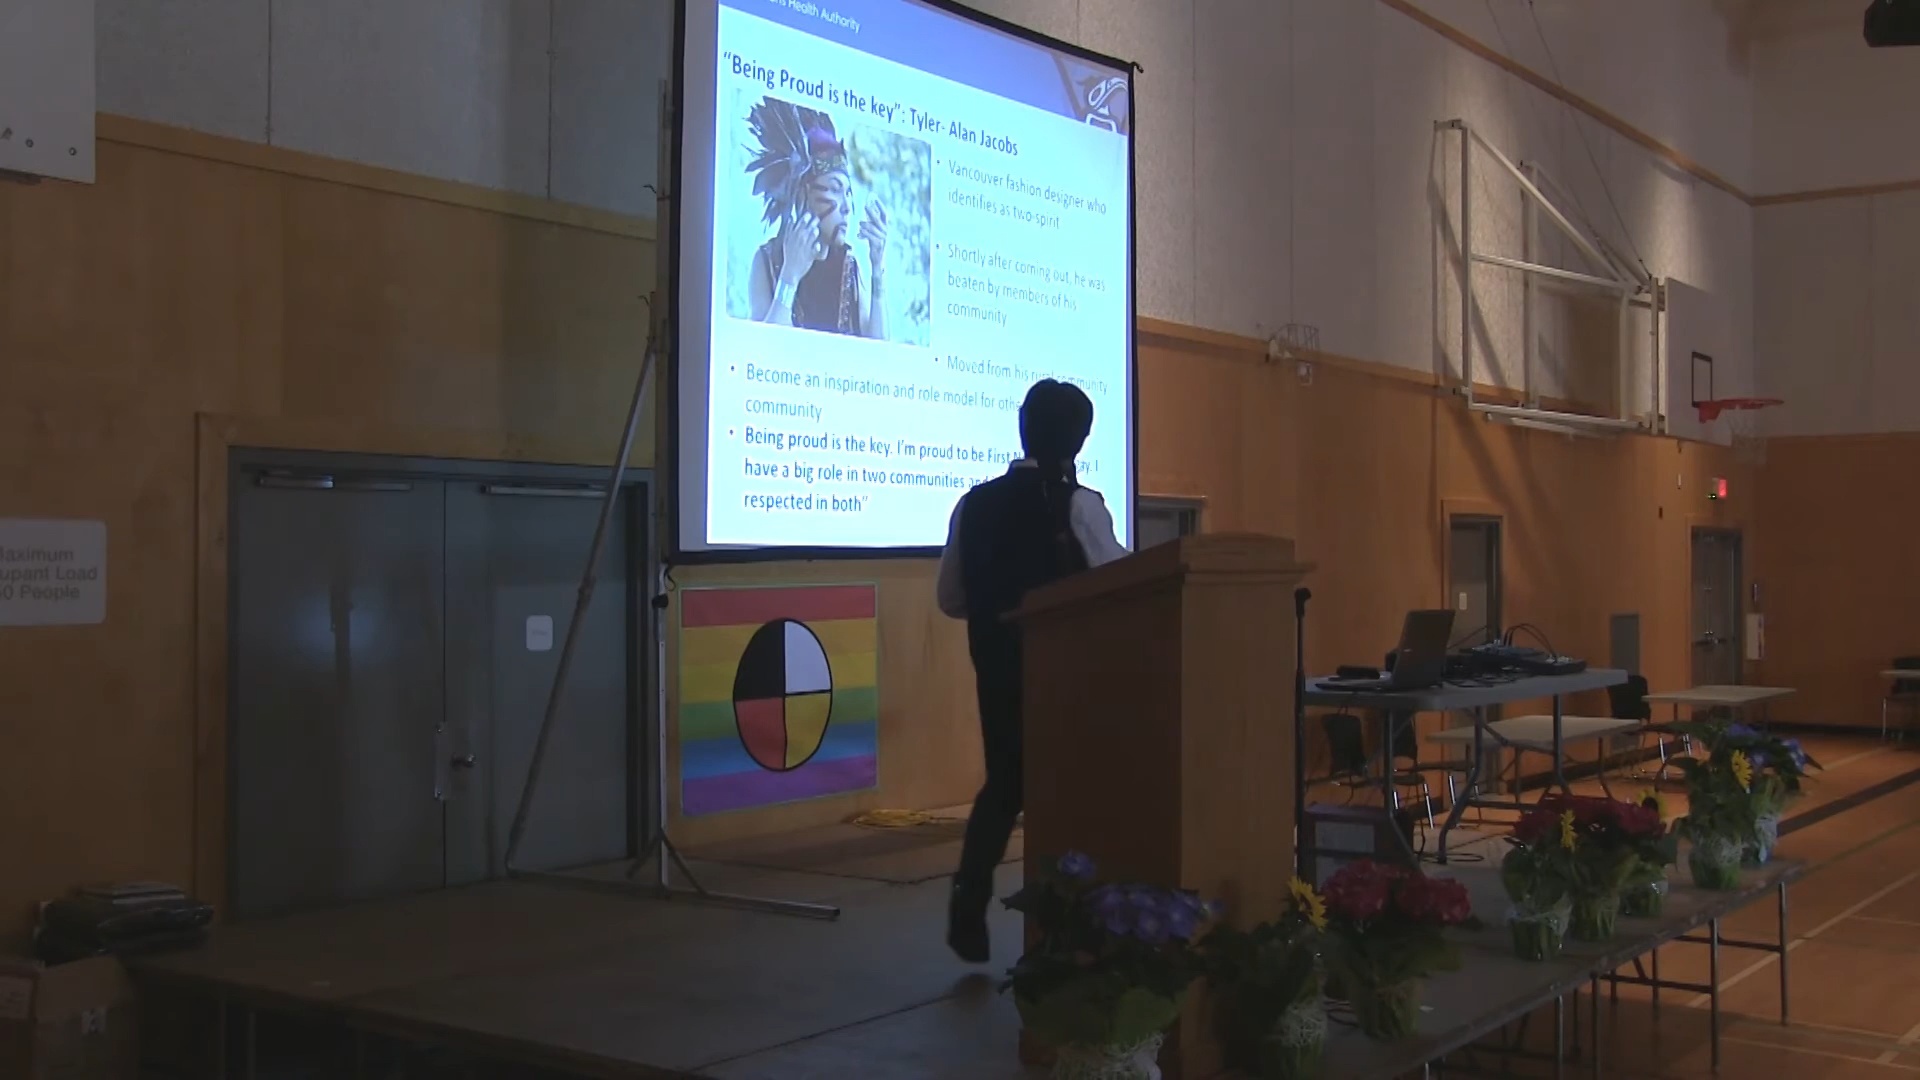 Health Authority
"Being Proud is the key": Tyler- Alan Jacobs
• Vancouver fashion designer who
identifies as two-spirit
• Shortly after coming out, he was
beaten by members of his
community
• Moved from his rural community
• Become an inspiration and role model for
community
• Being proud is the key. I'm proud to be First
have a big role in two communities
respected in both"
Maximum
Load
People